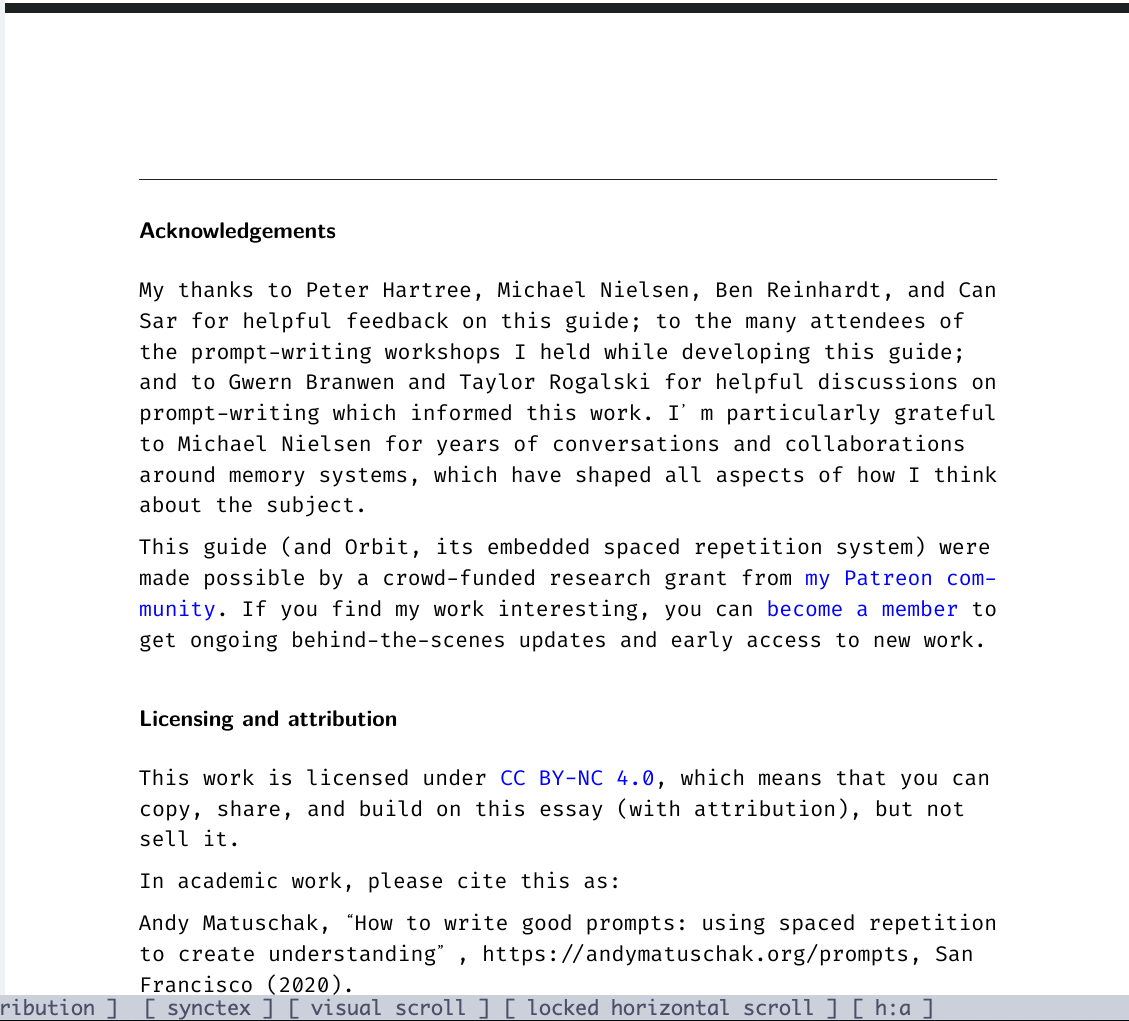 Acknowledgements
My thanks to Peter Hartree, Michael Nielsen, Ben Reinhardt, and Can
Sar for helpful feedback on this guide; to the many attendees of
the prompt-writing workshops I held while developing this guide;
and to Gwern Branwen and Taylor Rogalski for helpful discussions on
prompt-writing which informed this work. I’ m particularly grateful
to Michael Nielsen for years of conversations and collaborations
around memory systems, which have shaped all aspects of how I think
about the subject.
This guide (and Orbit, its embedded spaced repetition system) were
made possible by a crowd-funded research grant from my Patreon com-
munity. If you find my work interesting, you can become a member to
get ongoing behind-the-scenes updates and early access to new work.
Licensing and attribution
This work is licensed under CC BY-NC 4.0, which means that you can
copy, share, and build on this essay (with attribution), but not
sell it.
In academic work, please cite this as:
Andy Matuschak, “How to write good prompts: using spaced repetition
to create understanding” , https://andymatuschak.org/prompts, San
Francisco (2020).
ribution ] [ synctex ] [ visual scroll ] [ locked horizontal scroll ] [ h:a ]